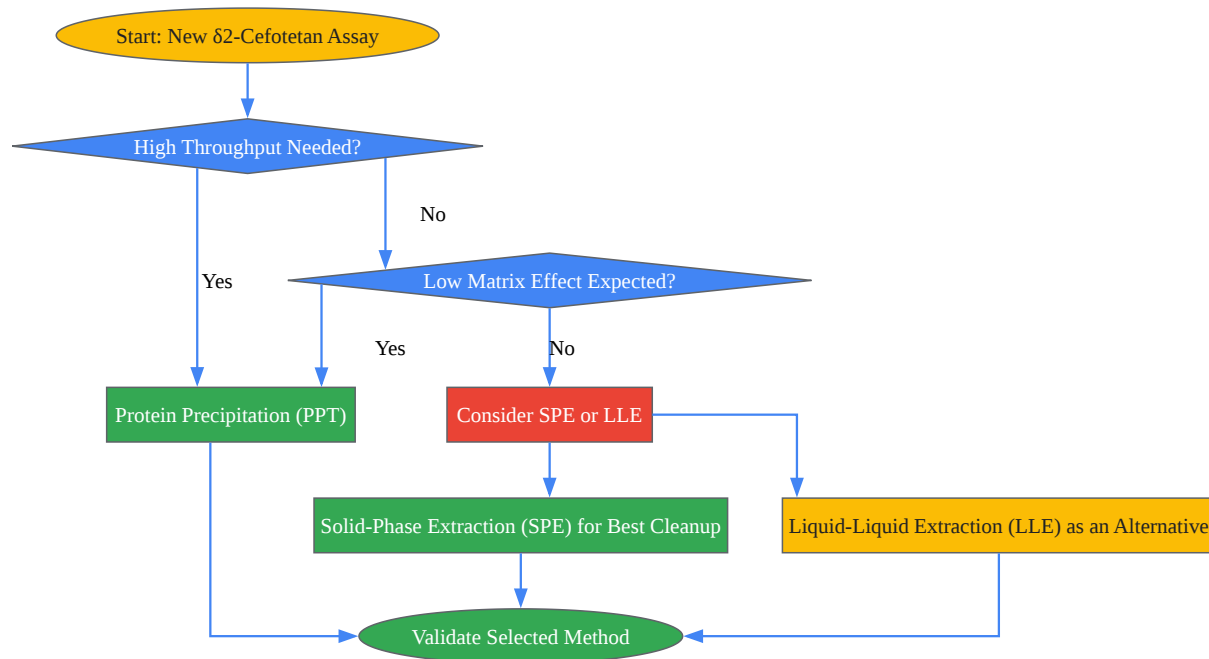 Start: New δ2-Cefotetan Assay
High Throughput Needed?
No
Yes
Low Matrix Effect Expected?
Yes
No
Protein Precipitation (PPT)
Consider SPE or LLE
Solid-Phase Extraction (SPE) for Best Cleanup
Liquid-Liquid Extraction (LLE) as an Alternative
Validate Selected Method